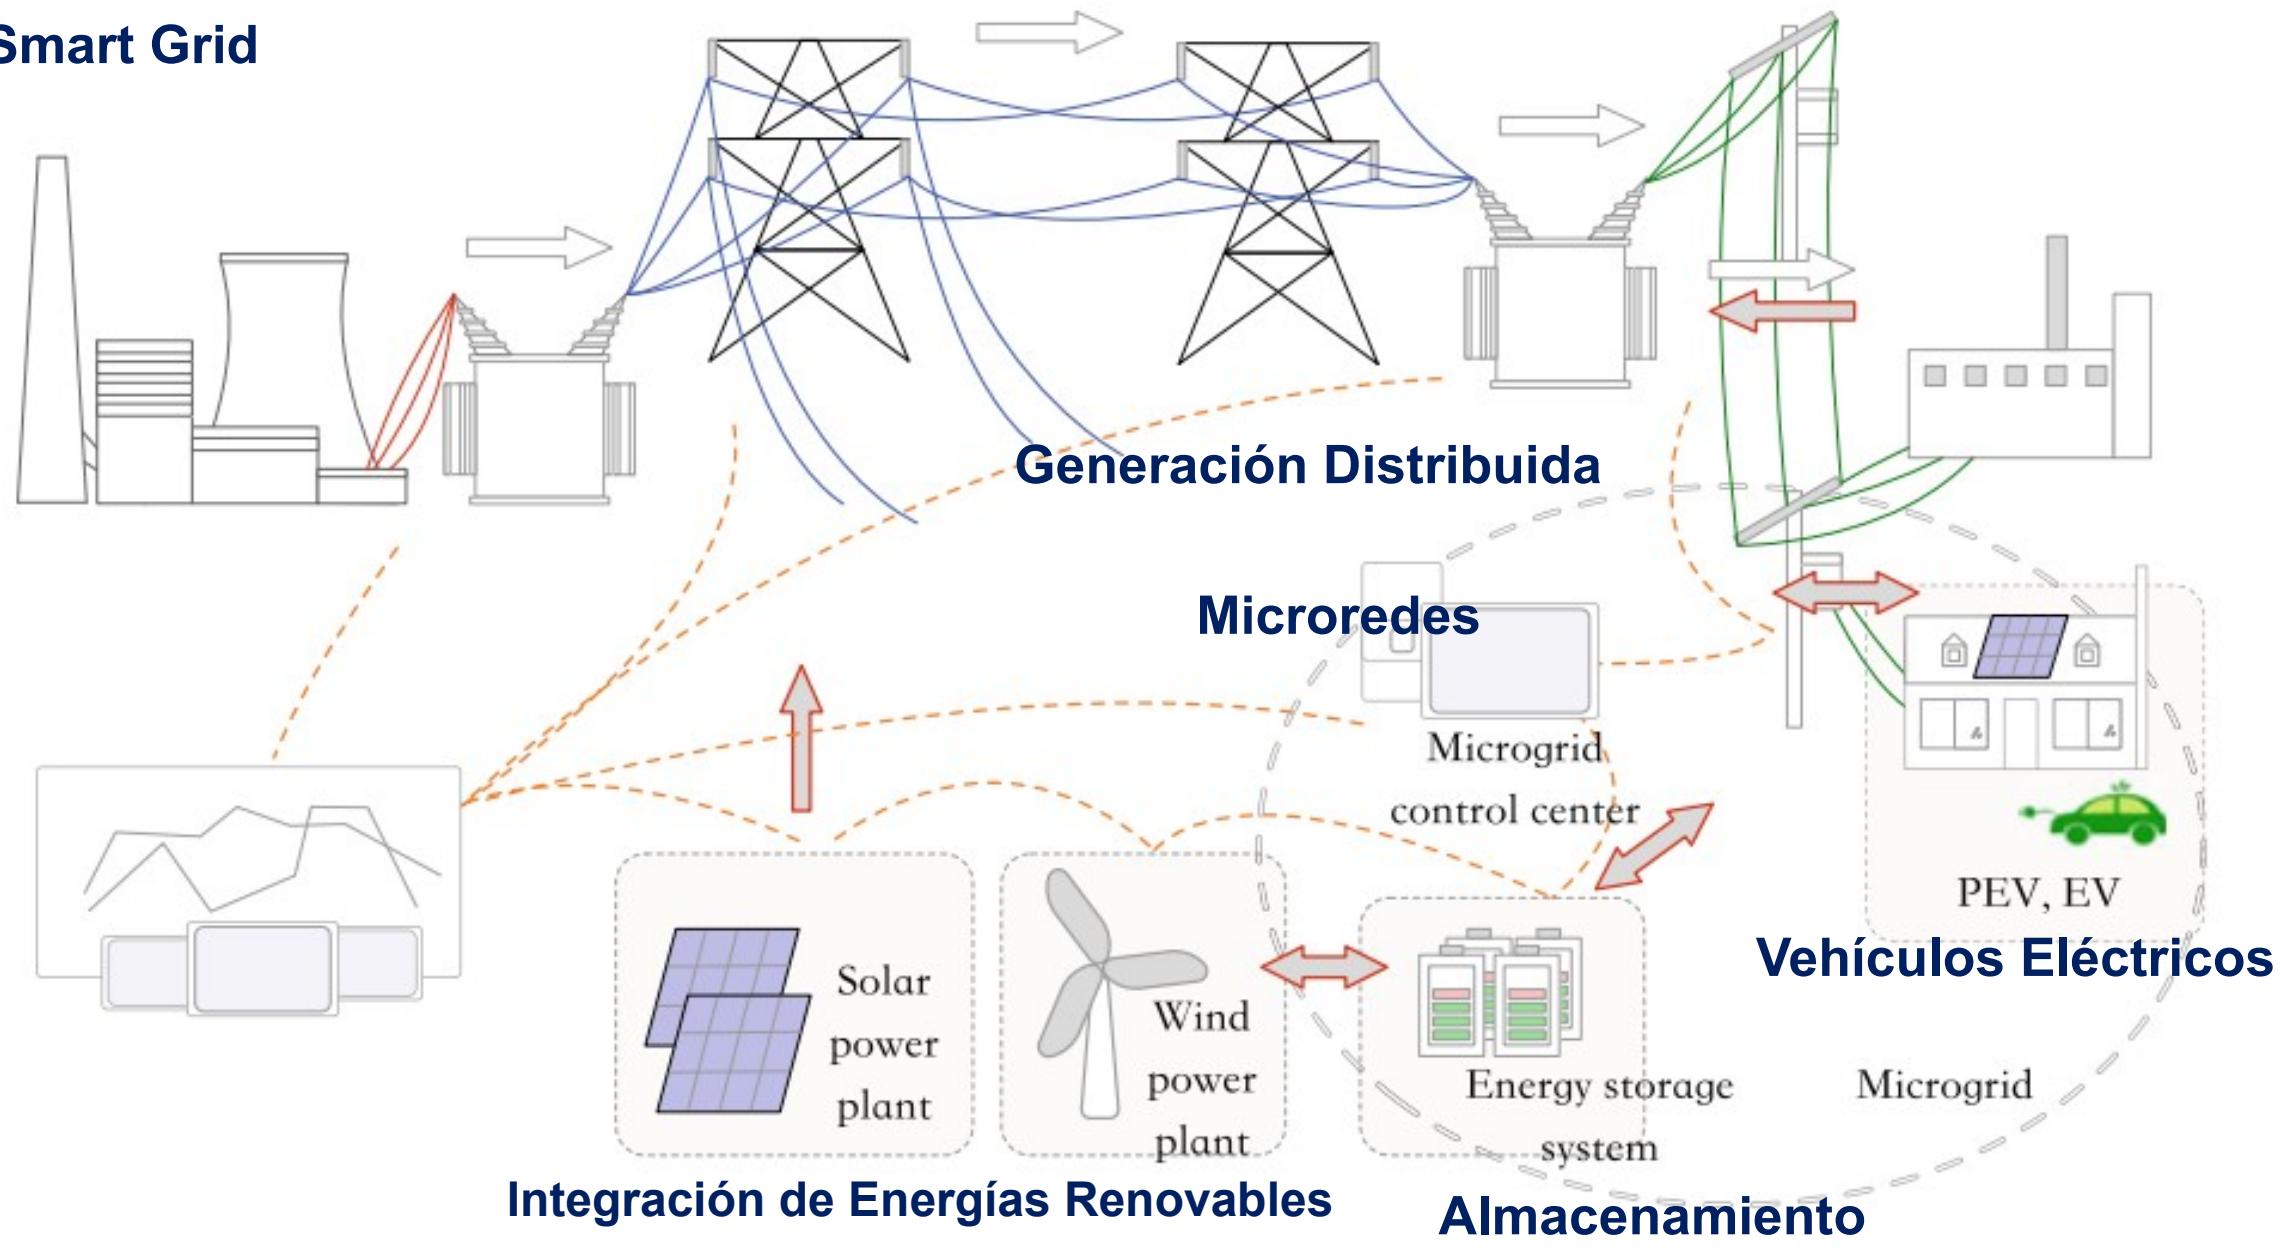 Smart Grid
Generación Distribuida
Microredes
Microgrid
control center
PEV, EV
Vehículos Eléctricos
Solar
power
plant
Wind
power
plant
Energy storage
system
Microgrid
Integración de Energías Renovables
Almacenamiento